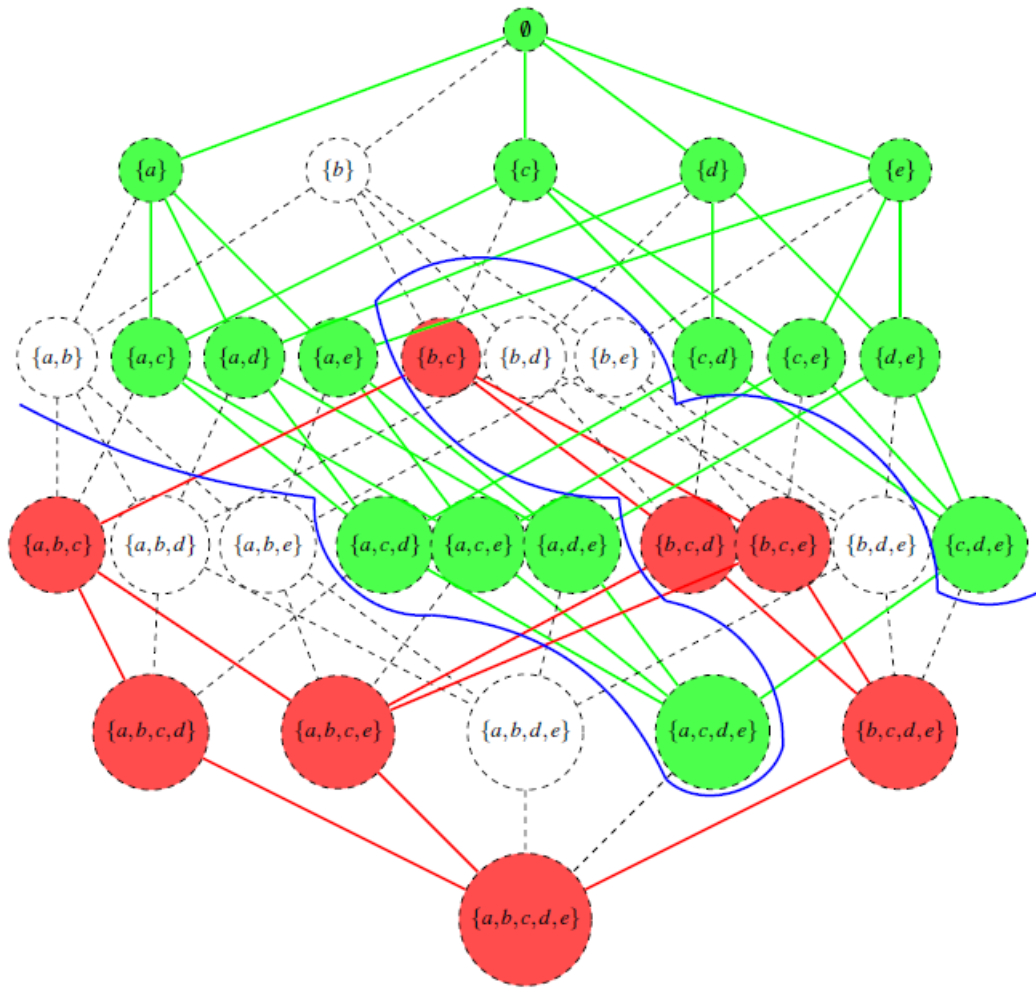 ∅
{a} {b} {c} {d} {e}
{a,b} {a,c} {a,d} {a,e} {b,c} {b,d} {b,e} {c,d} {c,e} {d,e}
{a,b,c} {a,b,d} {a,b,e} {a,c,d} {a,c,e} {a,d,e} {b,c,d} {b,c,e} {b,d,e} {c,d,e}
{a,b,c,d} {a,b,c,e} {a,b,d,e} {a,c,d,e} {b,c,d,e}
{a,b,c,d,e}